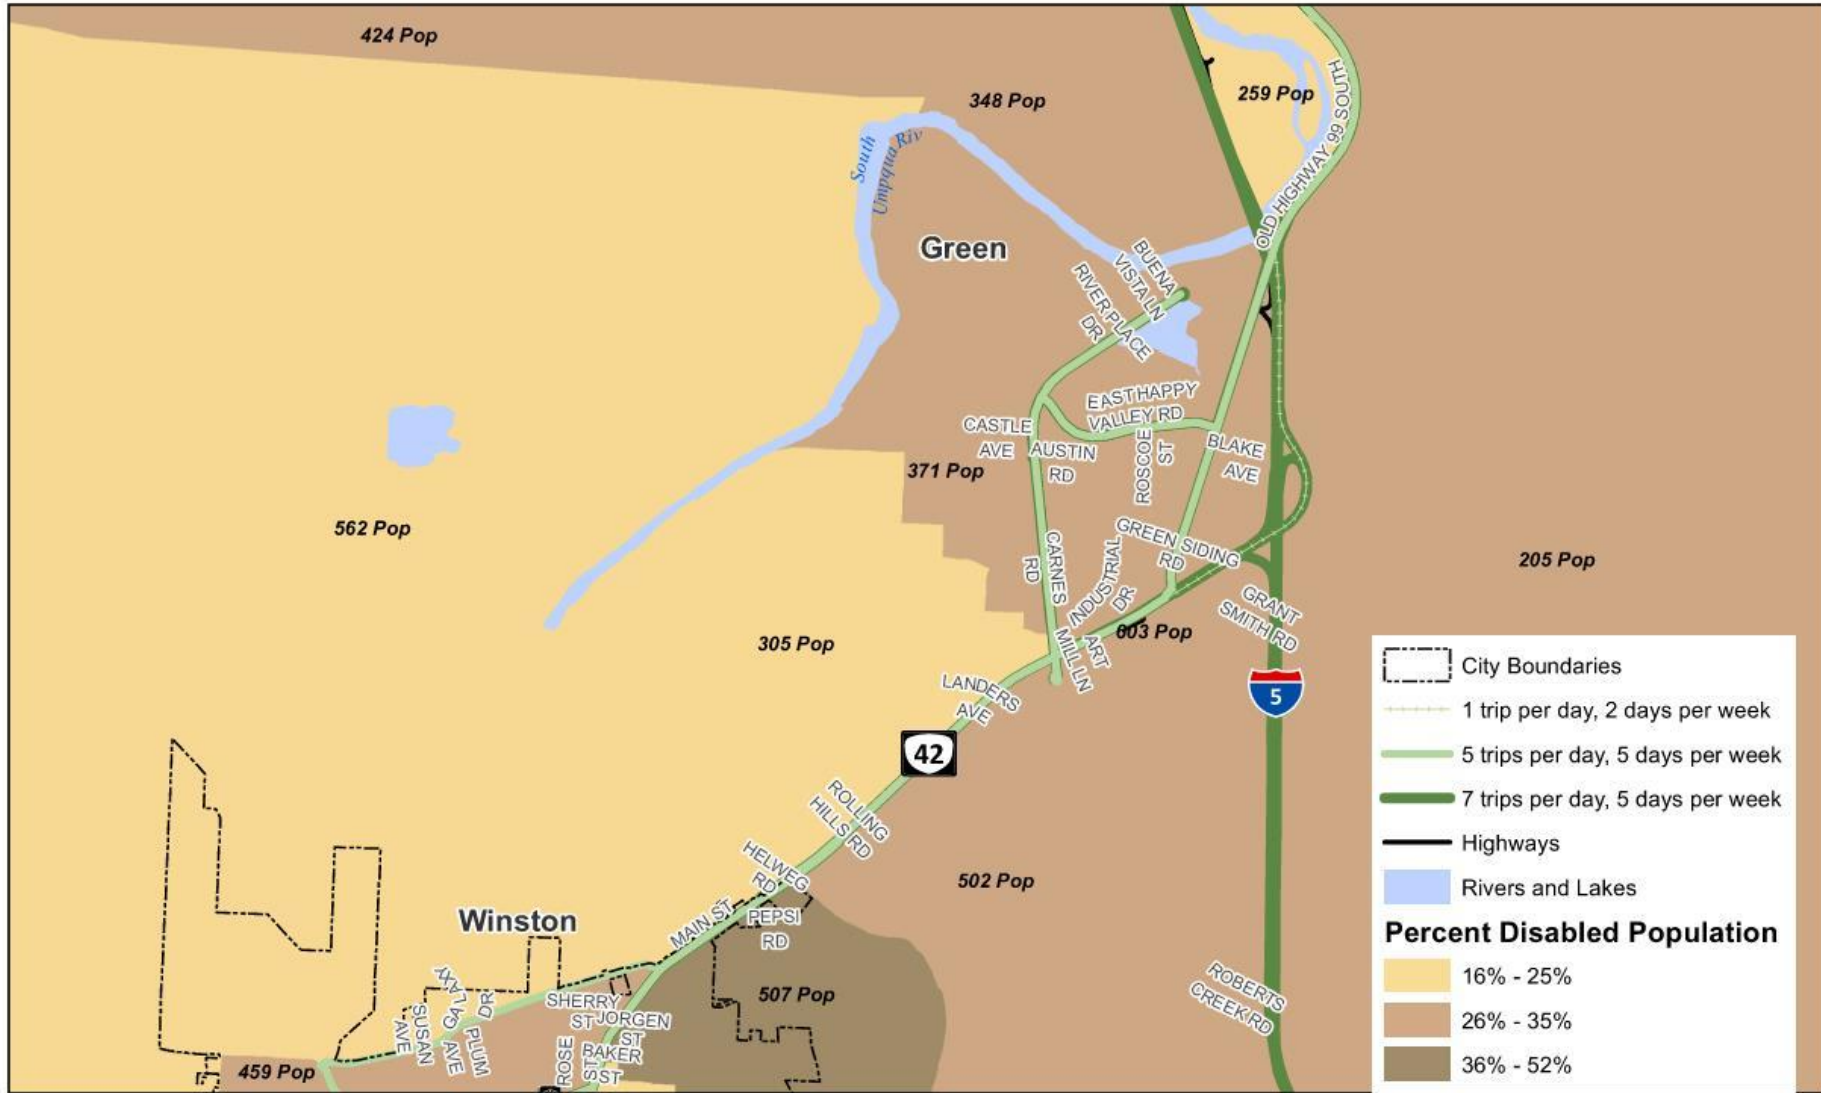 424 Pop
348 Pop
259 Pop
OLD HIGHWAY 99 SOUTH
South
Umpqua Riv
Green
BUENA
VISTA LN
RIVER PLACE
DR
EAST HAPPY
VALLEY RD
CASTLE
AVE
AUSTIN
RD
ROSCOE
ST
BLAKE
AVE
371 Pop
562 Pop
GREEN SIDING
RD
CARNES
RD
INDUSTRIAL
DR
205 Pop
GRANT
SMITH RD
603 Pop
ART
MILL LN
305 Pop
LANDERS
AVE
5
42
ROLLING
HILLS RD
HELWEG
RD
502 Pop
MAIN ST
PEPSI
RD
Winston
507 Pop
GALAXY
DR
SUSAN
AVE
PLUM
AVE
SHERRY
ST
JORGEN
ST
ROSE
ST
BAKER
ST
459 Pop
ROBERTS
CREEK RD
City Boundaries
1 trip per day, 2 days per week
5 trips per day, 5 days per week
7 trips per day, 5 days per week
Highways
Rivers and Lakes
Percent Disabled Population
16% - 25%
26% - 35%
36% - 52%